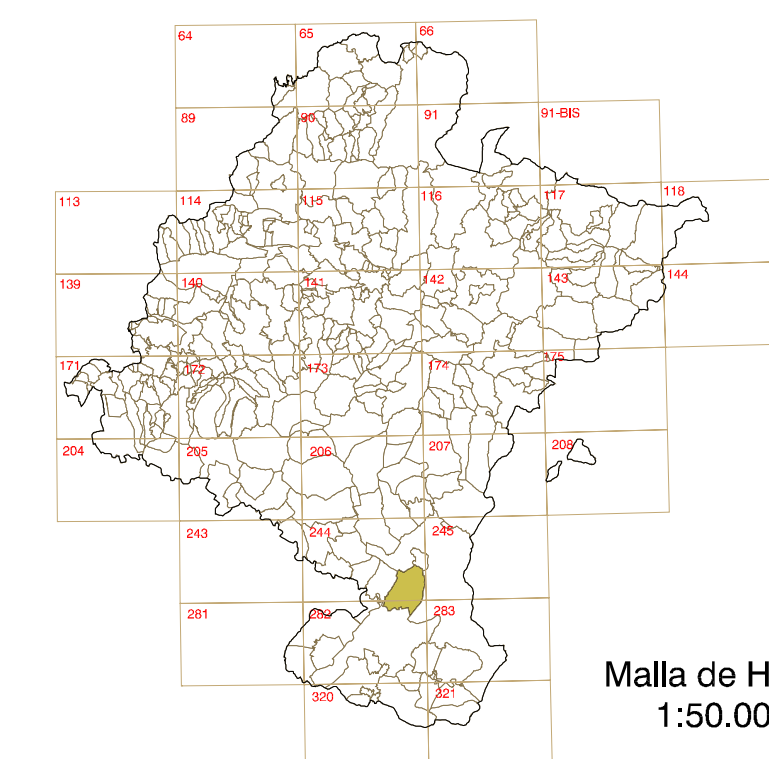 64 65 66
89 90 91 91-BIS
113 114 115 116 117 118
139 140 141 142 143 144
171 172 173 174 175
204 205 206 207 208
243 244 245
281 282 283
320 321
Malla de H
1:50.00